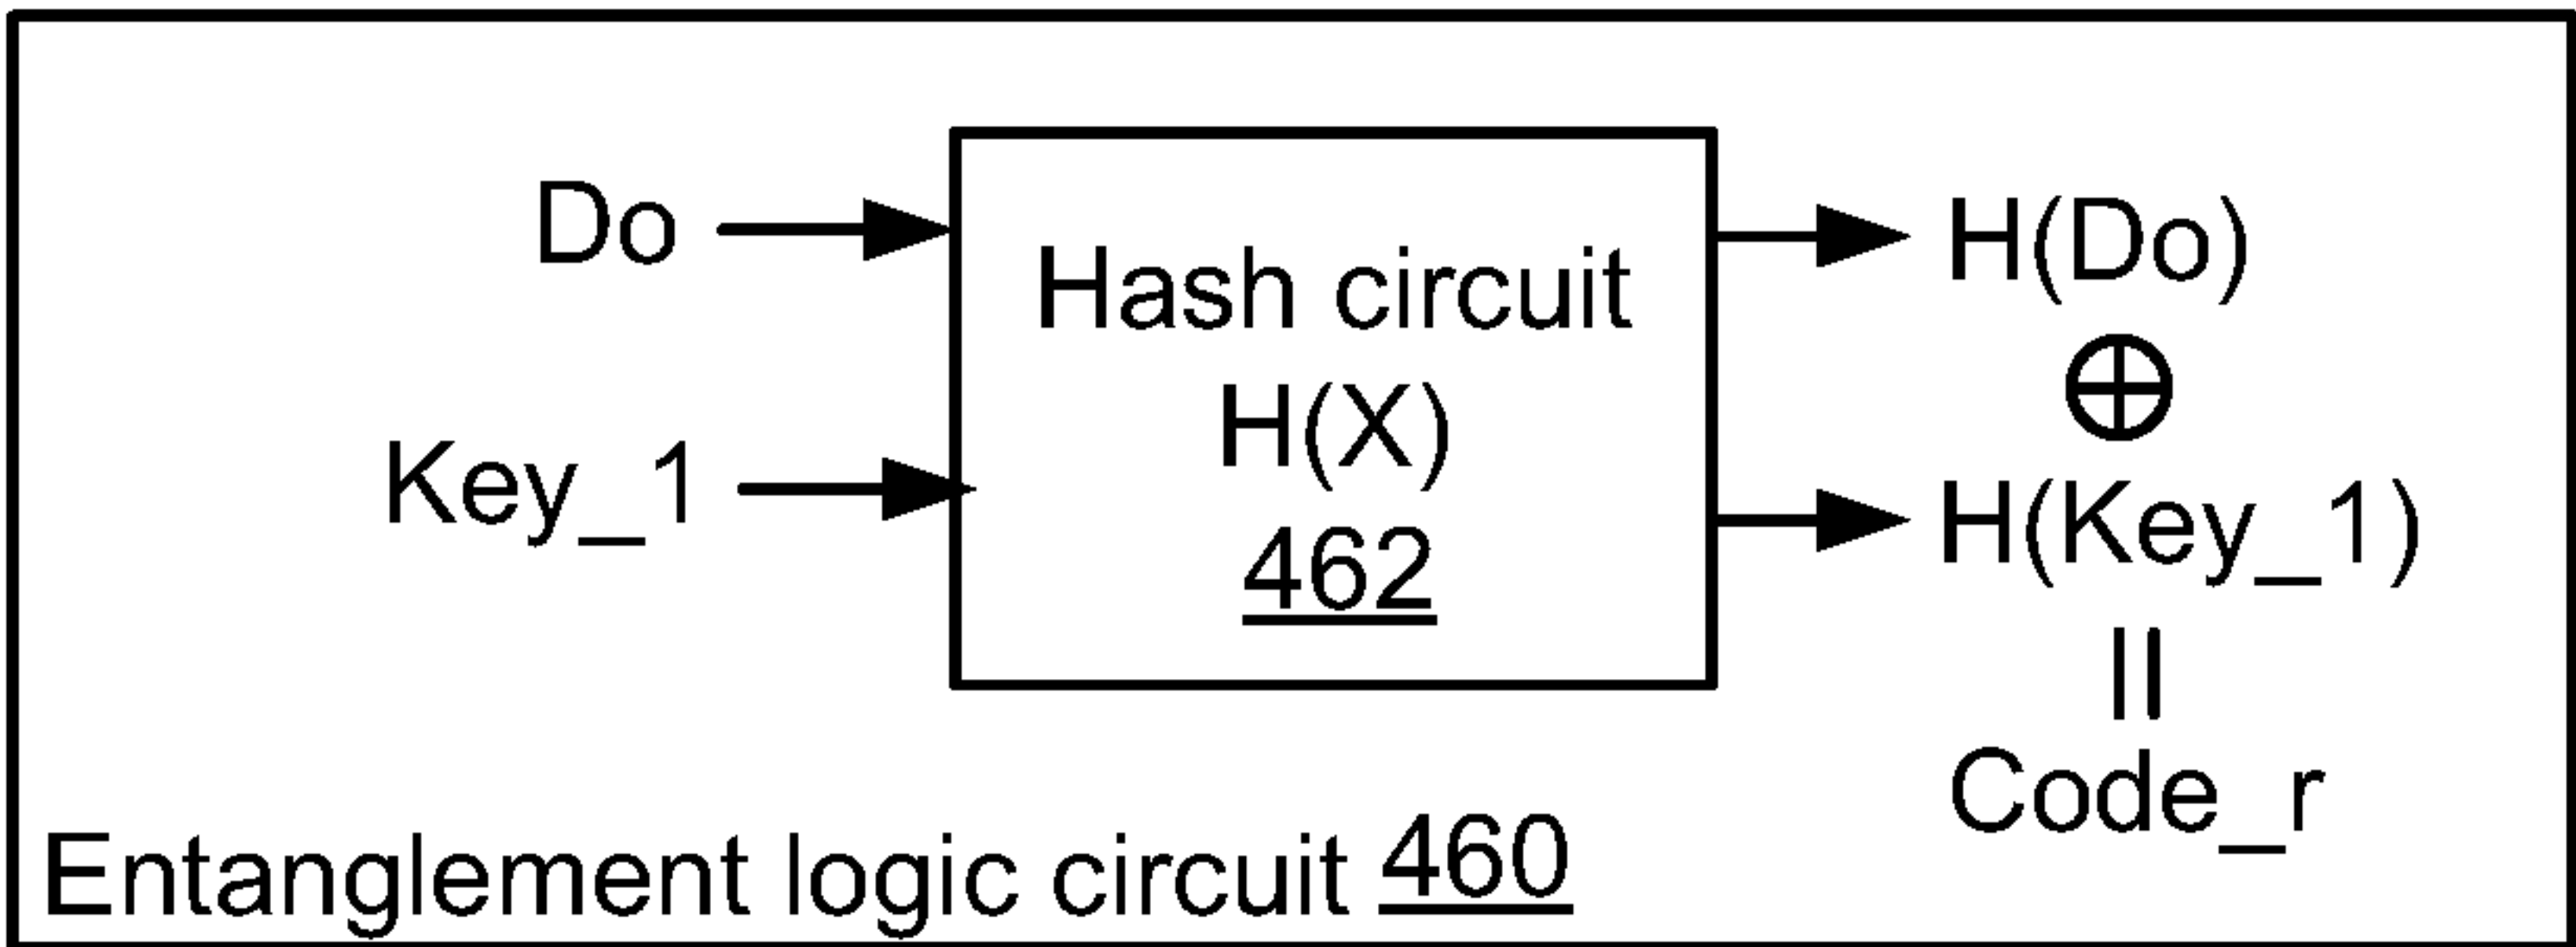 Do
Key_1
Hash circuit
H(X)
462
H(Do)
⊕
H(Key_1)
||
Code_r
Entanglement logic circuit 460